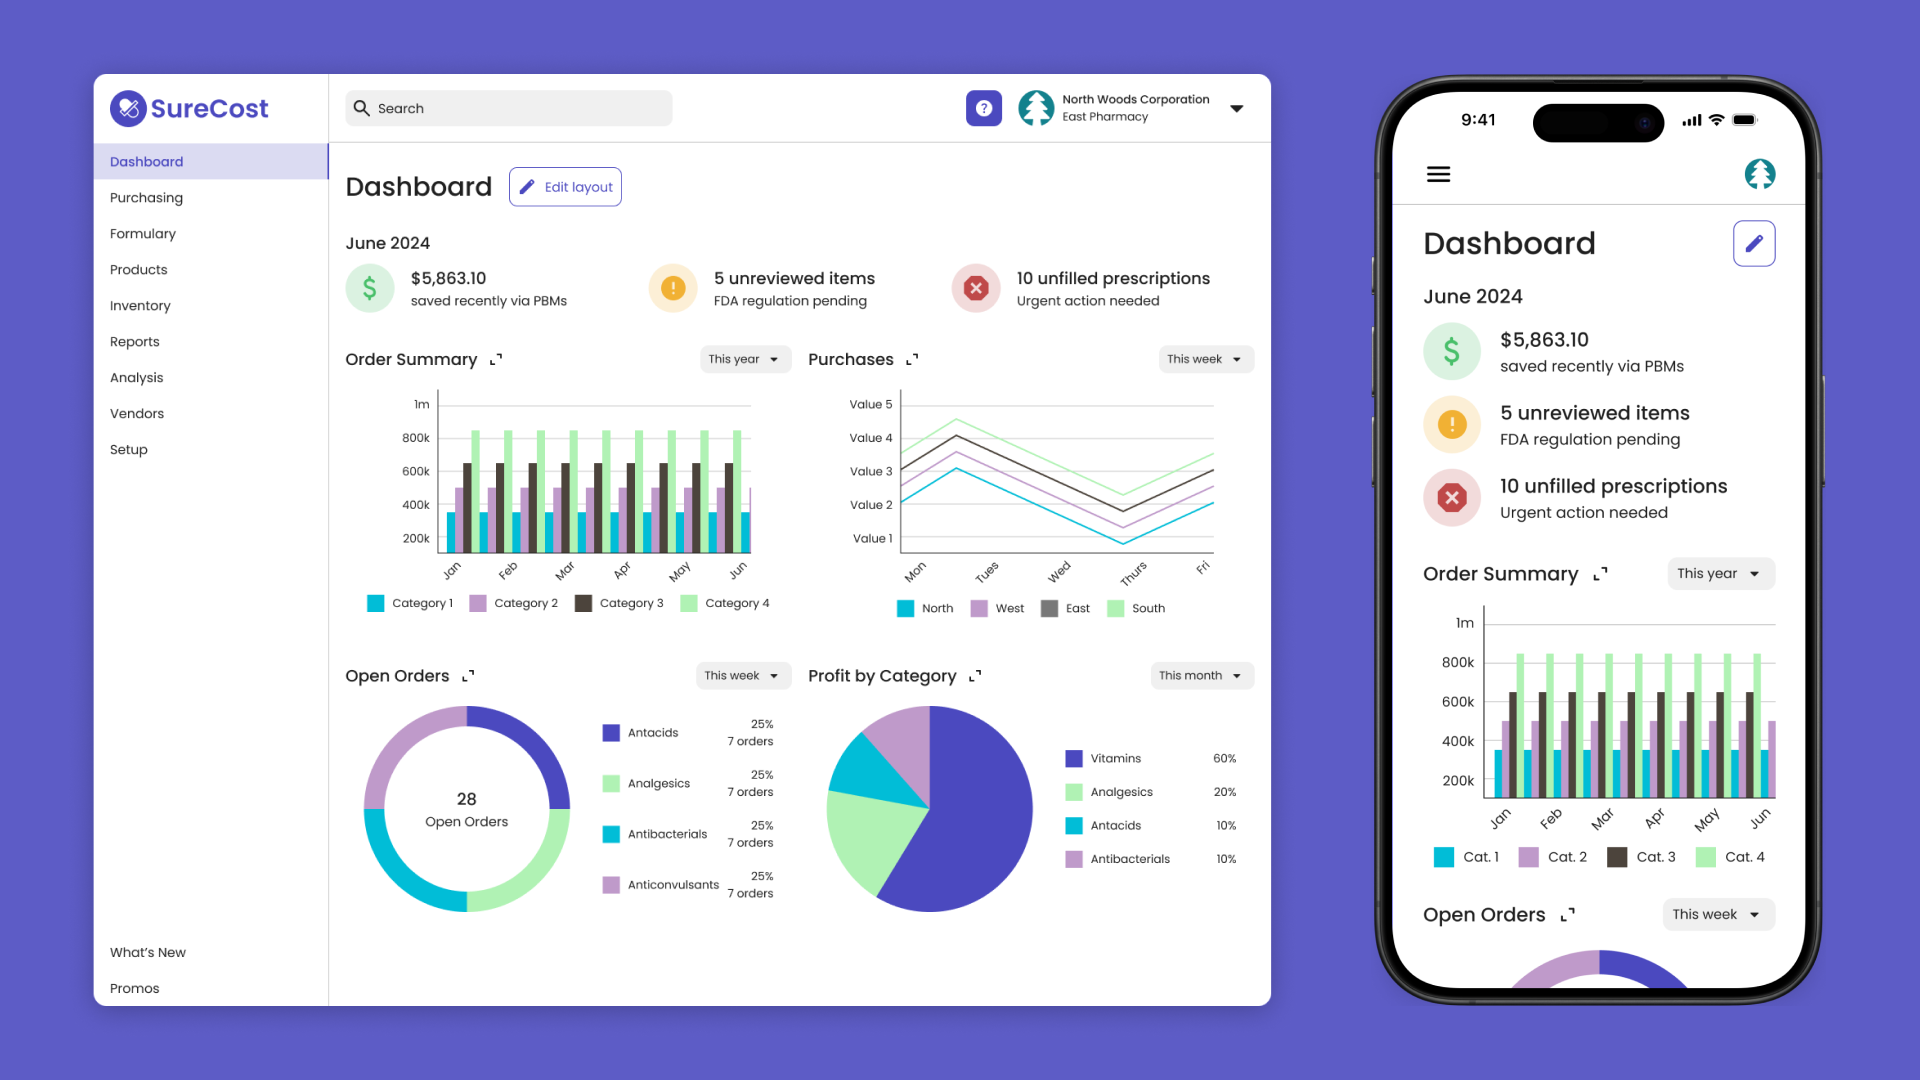 SureCost
Search
North Woods Corporation
East Pharmacy
Dashboard
Purchasing
Formulary
Products
Inventory
Reports
Analysis
Vendors
Setup
What's New
Promos
Dashboard
Edit layout
June 2024
$5,863.10
saved recently via PBMs
5 unreviewed items
FDA regulation pending
10 unfilled prescriptions
Urgent action needed
Order Summary
This year
1m
800k
600k
400k
200k
Jan Feb Mar Apr May Jun
Category 1 Category 2 Category 3 Category 4
Purchases
This week
Value 5
Value 4
Value 3
Value 2
Value 1
Mon Tues Wed Thurs Fri
North West East South
Open Orders
This week
28
Open Orders
Antacids 25%
7 orders
Analgesics 25%
7 orders
Antibacterials 25%
7 orders
Anticonvulsants 25%
7 orders
Profit by Category
This month
Vitamins 60%
Analgesics 20%
Antacids 10%
Antibacterials 10%
9:41
Dashboard
June 2024
$5,863.10
saved recently via PBMs
5 unreviewed items
FDA regulation pending
10 unfilled prescriptions
Urgent action needed
Order Summary
This year
1m
800k
600k
400k
200k
Jan Feb Mar Apr May Jun
Cat. 1 Cat. 2 Cat. 3 Cat. 4
Open Orders
This week